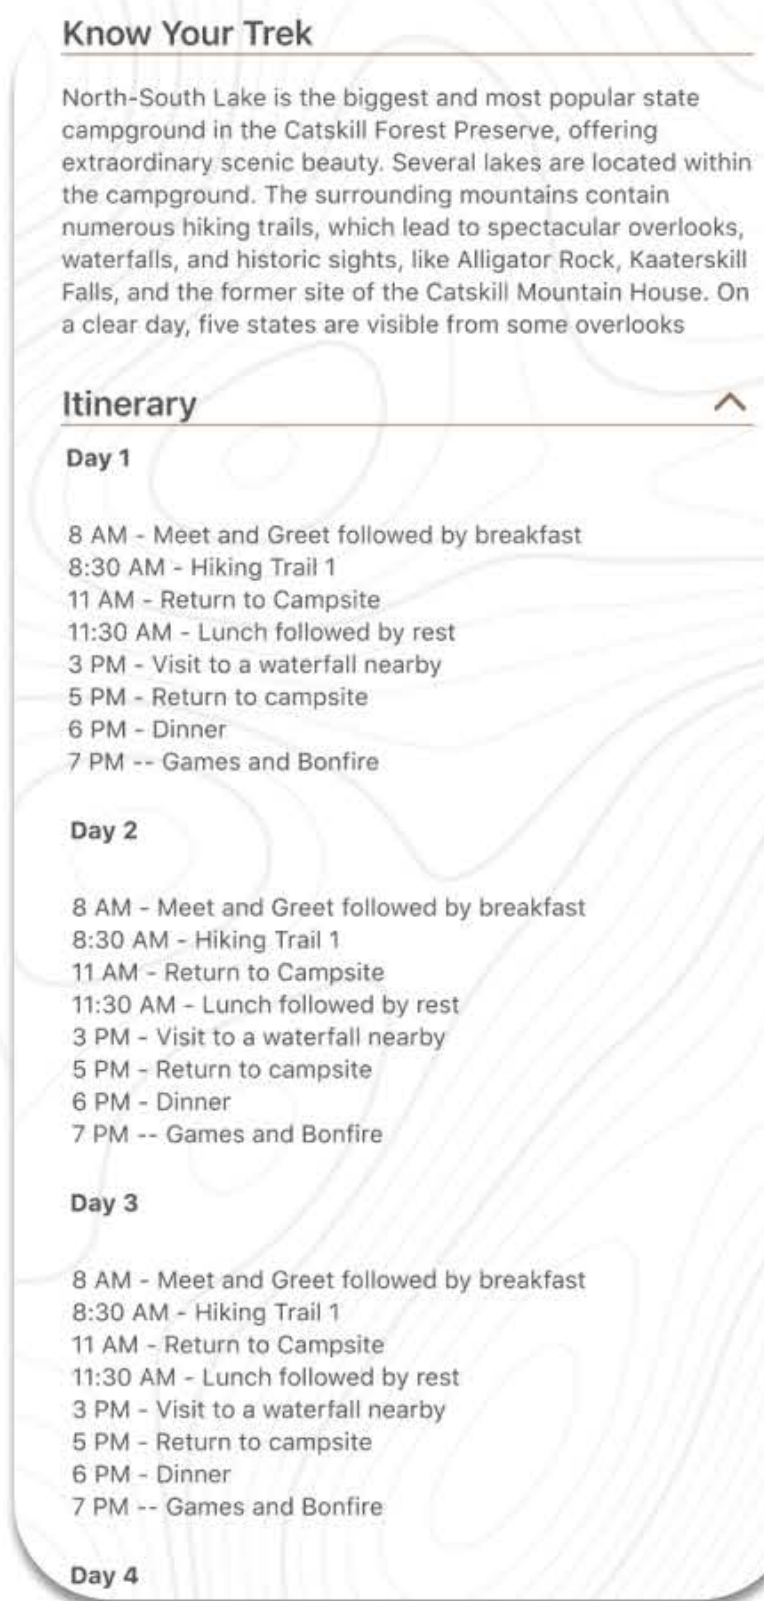 Know Your Trek
North-South Lake is the biggest and most popular state
campground in the Catskill Forest Preserve, offering
extraordinary scenic beauty. Several lakes are located within
the campground. The surrounding mountains contain
numerous hiking trails, which lead to spectacular overlooks,
waterfalls, and historic sights, like Alligator Rock, Kaaterskill
Falls, and the former site of the Catskill Mountain House. On
a clear day, five states are visible from some overlooks
Itinerary
Day 1
8 AM - Meet and Greet followed by breakfast
8:30 AM - Hiking Trail 1
11 AM - Return to Campsite
11:30 AM - Lunch followed by rest
3 PM - Visit to a waterfall nearby
5 PM - Return to campsite
6 PM - Dinner
7 PM -- Games and Bonfire
Day 2
8 AM - Meet and Greet followed by breakfast
8:30 AM - Hiking Trail 1
11 AM - Return to Campsite
11:30 AM - Lunch followed by rest
3 PM - Visit to a waterfall nearby
5 PM - Return to campsite
6 PM - Dinner
7 PM -- Games and Bonfire
Day 3
8 AM - Meet and Greet followed by breakfast
8:30 AM - Hiking Trail 1
11 AM - Return to Campsite
11:30 AM - Lunch followed by rest
3 PM - Visit to a waterfall nearby
5 PM - Return to campsite
6 PM - Dinner
7 PM -- Games and Bonfire
Day 4